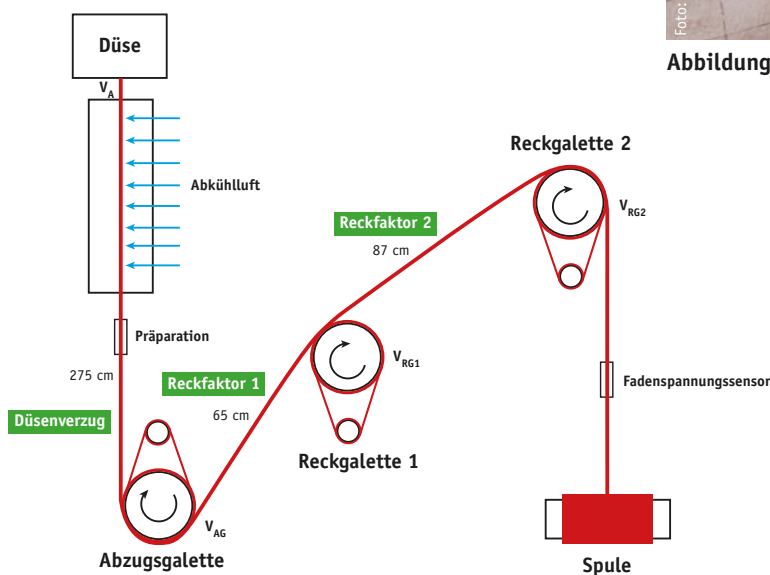 Foto:
Abbildung
Düse
V_A
Abkühlluft
Reckgalette 2
V_RG2
Reckfaktor 2
87 cm
Präparation
275 cm
Reckfaktor 1
65 cm
V_RG1
Fadenspannungssensor
Düsenverzug
Reckgalette 1
V_AG
Abzugsgalette
Spule